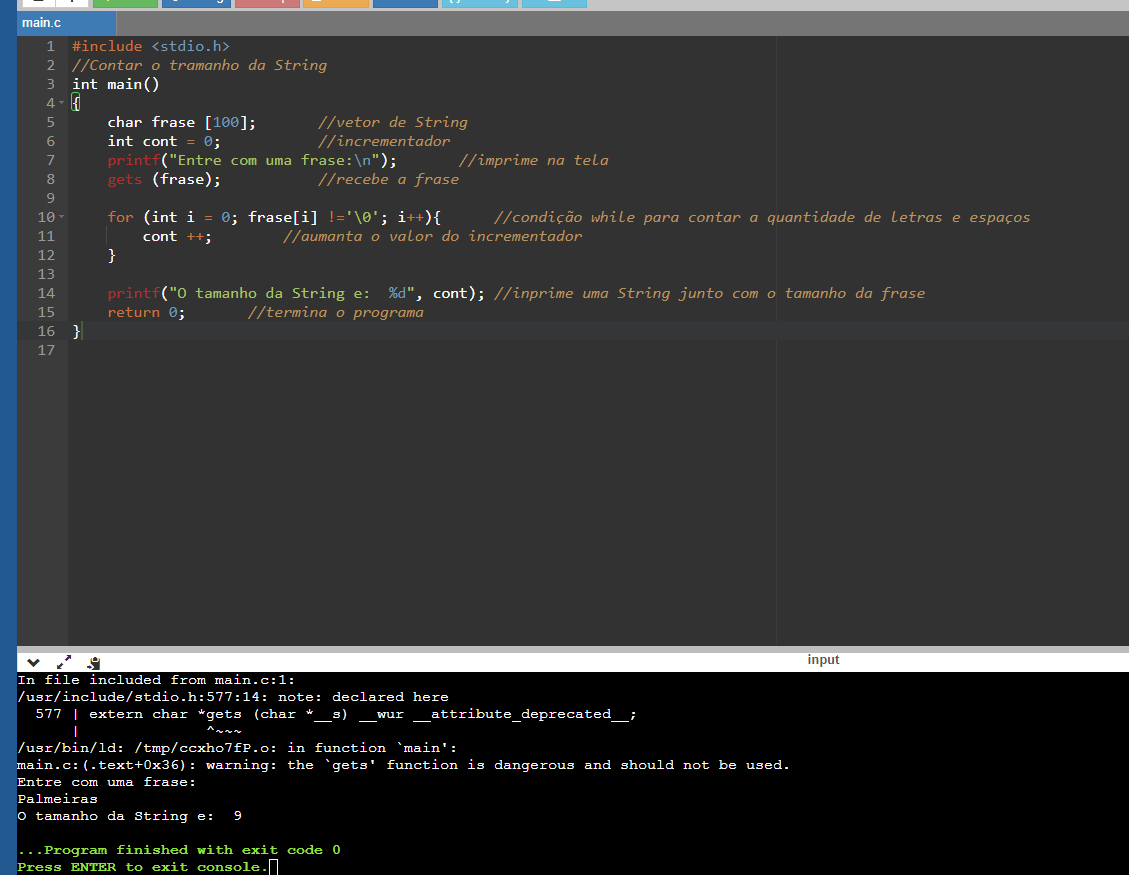 main.c
1 #include <stdio.h>
2 //Contar o tramanho da String
3 int main()
4 {
5 char frase [100]; //vetor de String
6 int cont = 0; //incrementador
7 printf("Entre com uma frase:\n"); //imprime na tela
8 gets (frase); //recebe a frase
9
10 for (int i = 0; frase[i] !='\0'; i++){ //condição while para contar a quantidade de letras e espaços
11 cont ++; //aumanta o valor do incrementador
12 }
13
14 printf("O tamanho da String e:  %d", cont); //inprime uma String junto com o tamanho da frase
15 return 0; //termina o programa
16 }
17
input
In file included from main.c:1:
/usr/include/stdio.h:577:14: note: declared here
577 | extern char *gets (char *__s) __wur __attribute_deprecated__;
| ^~~~
/usr/bin/ld: /tmp/ccxho7fP.o: in function `main':
main.c:(.text+0x36): warning: the `gets' function is dangerous and should not be used.
Entre com uma frase:
Palmeiras
O tamanho da String e:  9
...Program finished with exit code 0
Press ENTER to exit console.